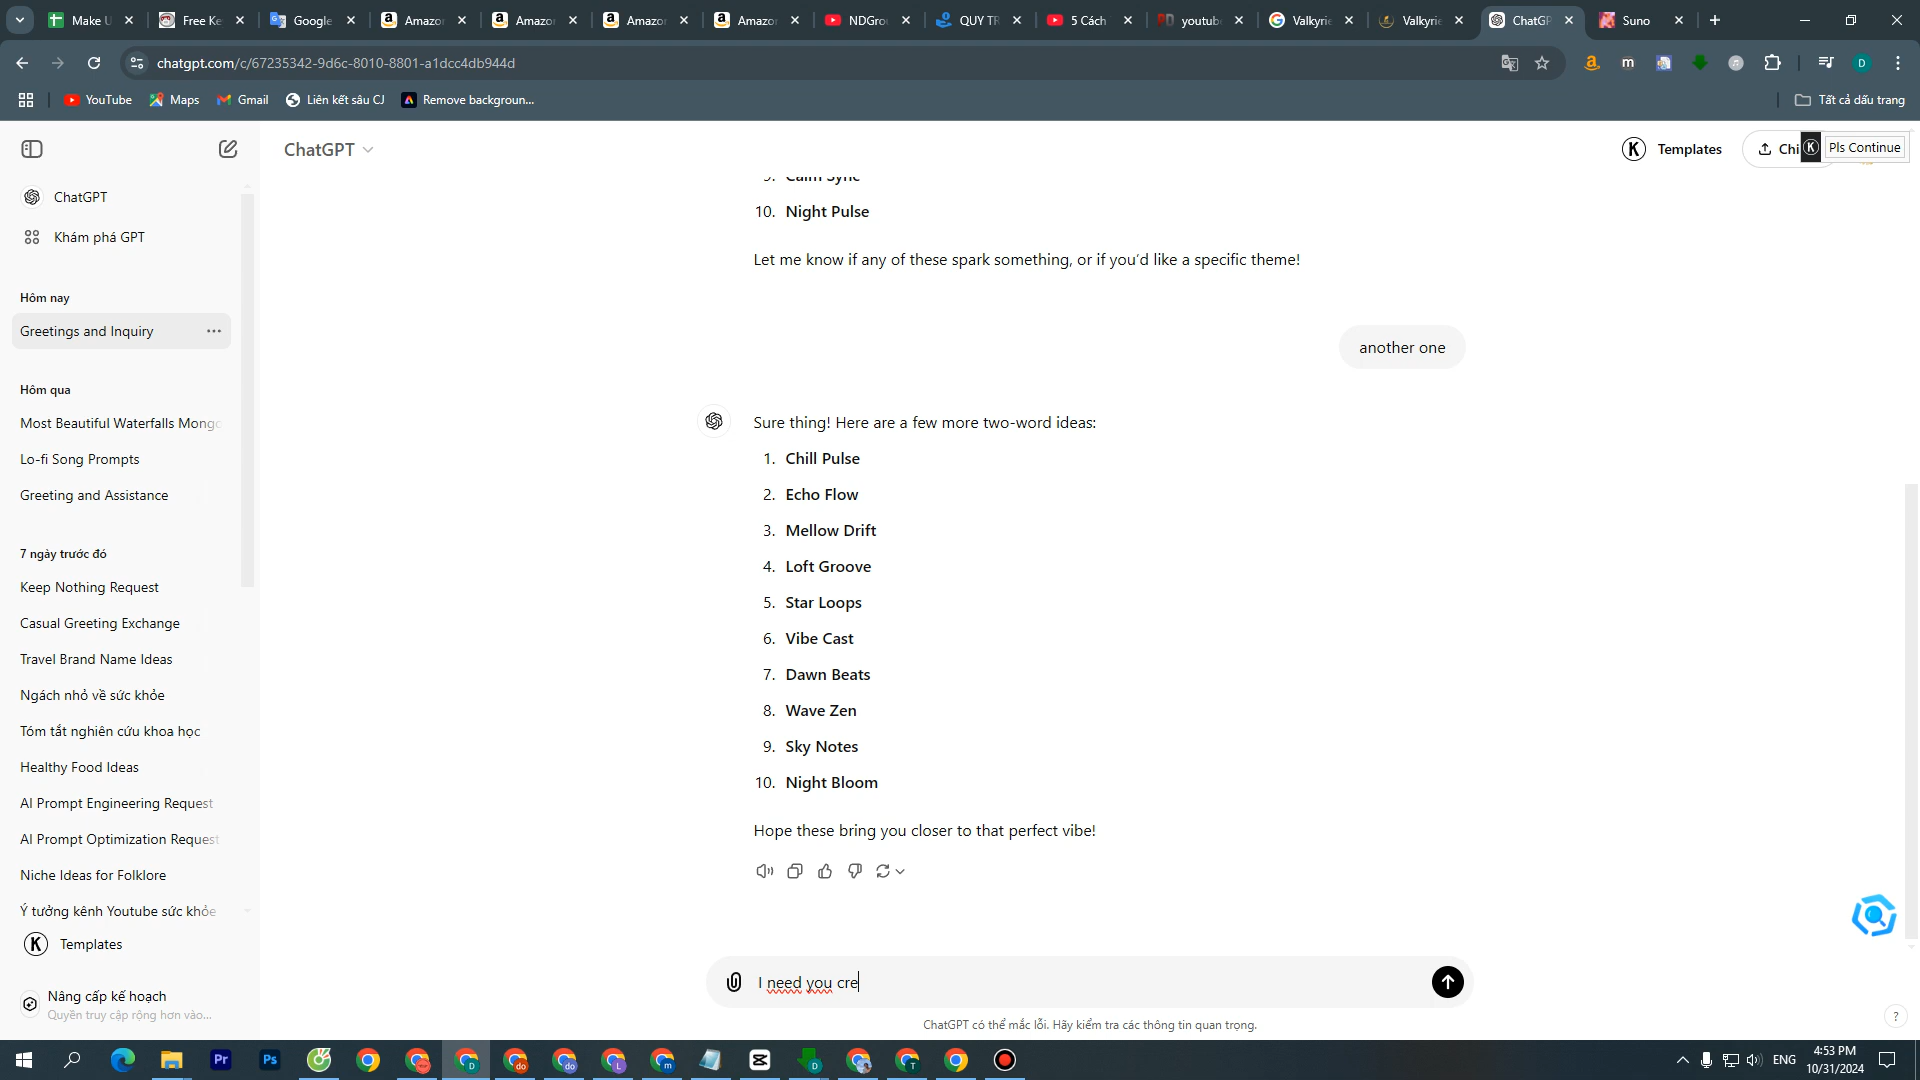 Make U
Free Ke
Google
Amazon
Amazon
Amazon
Amazon
NDGro
QUY TR
5 Cách
youtub
Valkyrie
Valkyrie
ChatGP
Suno
chatgpt.com/c/67235342-9d6c-8010-8801-a1dcc4db944d
YouTube
Maps
Gmail
Liên kết sâu CJ
Remove backgroun...
Tất cả dấu trang
ChatGPT
Templates
Chi
Pls Continue
ChatGPT
Khám phá GPT
Hôm nay
Greetings and Inquiry
Hôm qua
Most Beautiful Waterfalls Mongo
Lo-fi Song Prompts
Greeting and Assistance
7 ngày trước đó
Keep Nothing Request
Casual Greeting Exchange
Travel Brand Name Ideas
Ngách nhỏ về sức khỏe
Tóm tắt nghiên cứu khoa học
Healthy Food Ideas
AI Prompt Engineering Request
AI Prompt Optimization Request
Niche Ideas for Folklore
Ý tưởng kênh Youtube sức khỏe
Templates
Nâng cấp kế hoạch
Quyền truy cập rộng hơn vào...
9. Calm Sync
10. Night Pulse
Let me know if any of these spark something, or if you'd like a specific theme!
another one
Sure thing! Here are a few more two-word ideas:
1. Chill Pulse
2. Echo Flow
3. Mellow Drift
4. Loft Groove
5. Star Loops
6. Vibe Cast
7. Dawn Beats
8. Wave Zen
9. Sky Notes
10. Night Bloom
Hope these bring you closer to that perfect vibe!
I need you cre
ChatGPT có thể mắc lỗi. Hãy kiểm tra các thông tin quan trọng.
?
ENG
4:53 PM
10/31/2024